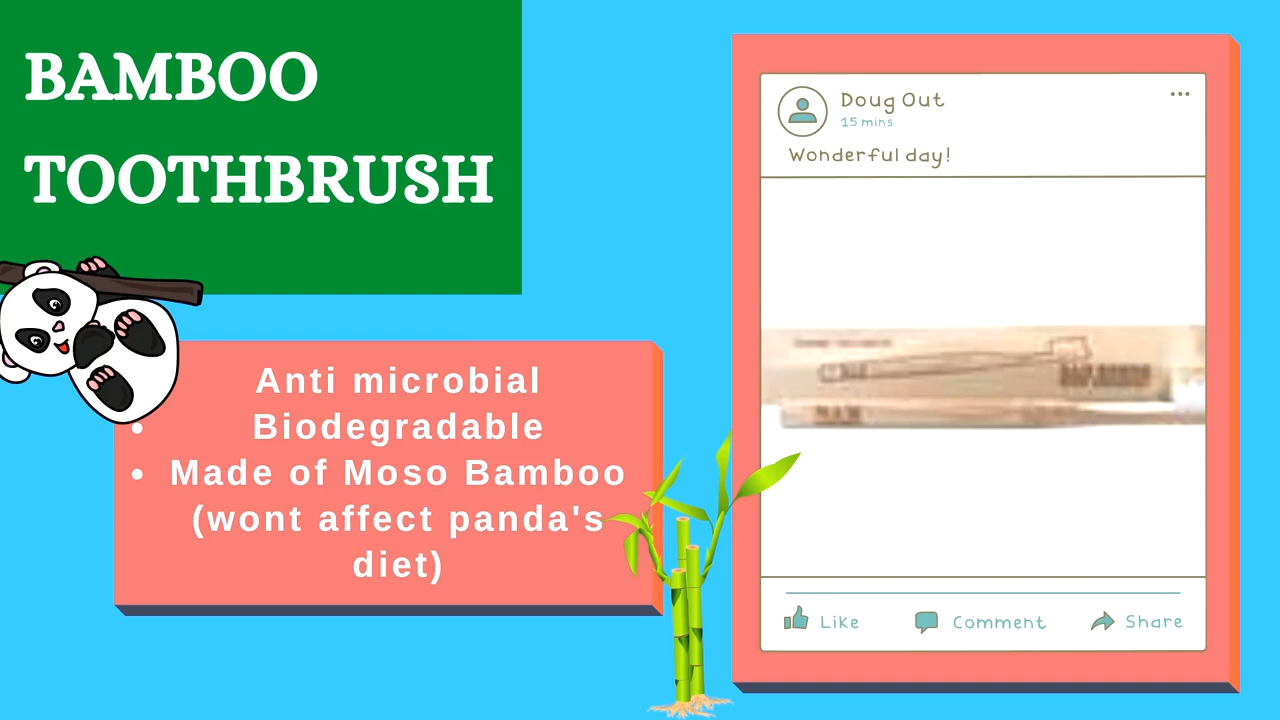 BAMBOO
TOOTHBRUSH
Anti microbial
• Biodegradable
• Made of Moso Bamboo
(wont affect panda's
diet)
Doug Out
15 mins
Wonderful day!
Like
Comment
Share